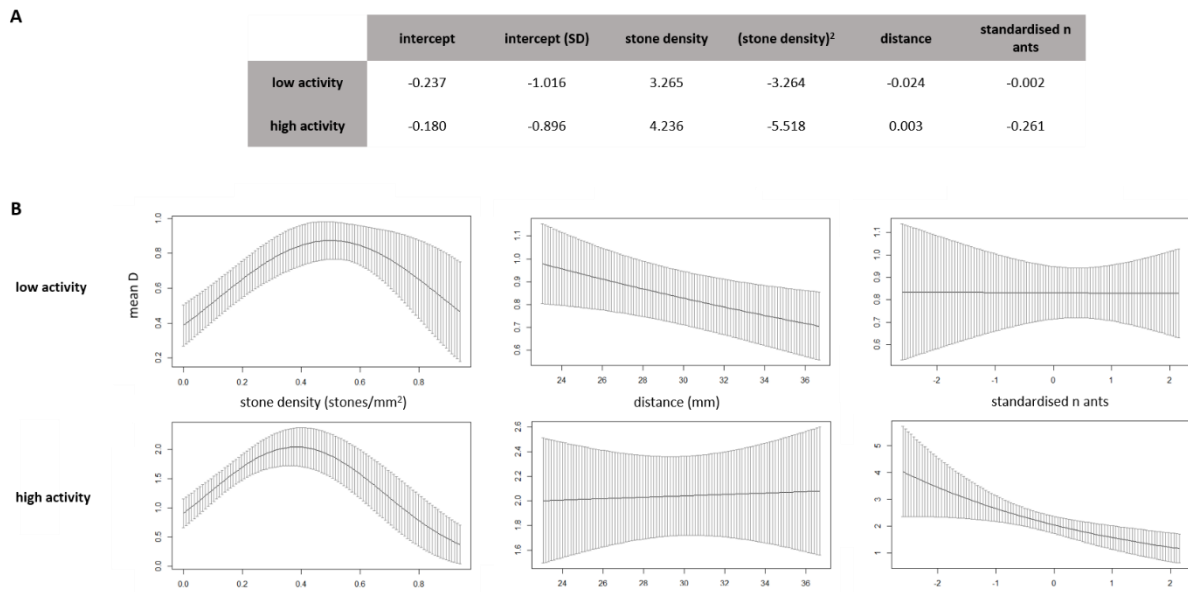 A
intercept intercept (SD) stone density (stone density)² distance standardised n ants
low activity -0.237 -1.016 3.265 -3.264 -0.024 -0.002
high activity -0.180 -0.896 4.236 -5.518 0.003 -0.261
B
low activity
mean D
0.2 0.4 0.6 0.8 1.0
0.0 0.2 0.4 0.6 0.8
stone density (stones/mm²)
0.6 0.7 0.8 0.9 1.0 1.1
24 26 28 30 32 34 36
distance (mm)
0.6 0.7 0.8 0.9 1.0 1.1
-2 -1 0 1 2
standardised n ants
high activity
0.0 0.5 1.0 1.5 2.0
0.0 0.2 0.4 0.6 0.8
1.6 1.8 2.0 2.2 2.4 2.6
24 26 28 30 32 34 36
1 2 3 4 5
-2 -1 0 1 2